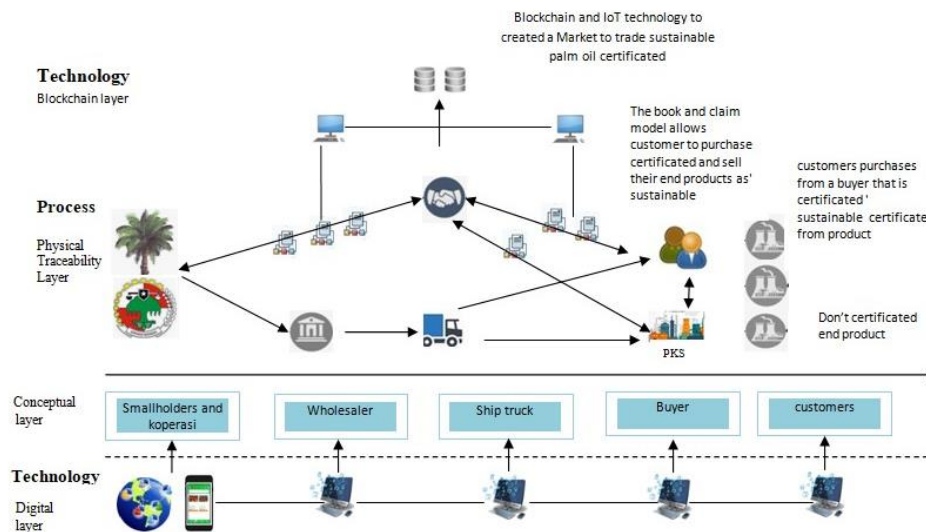 Blockchain and IoT technology to
created a Market to trade sustainable
palm oil certificated
Technology
Blockchain layer
The book and claim
model allows
customer to purchase
certificated and sell
their end products as'
sustainable
customers purchases
from a buyer that is
certificated '
sustainable certificate
from product
Process
Physical
Traceability
Layer
Don't certificated
end product
PKS
Conceptual
layer
Smallholders and
koperasi
Wholesaler
Ship truck
Buyer
customers
Technology
Digital
layer